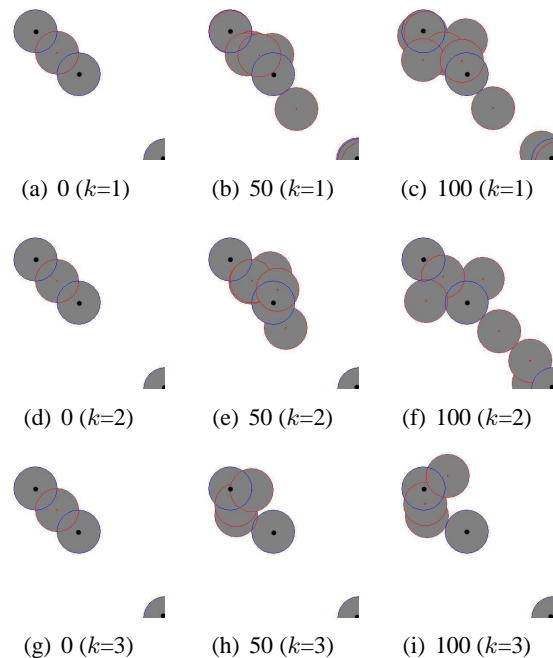 (a) 0 (k=1) (b) 50 (k=1) (c) 100 (k=1)
(d) 0 (k=2) (e) 50 (k=2) (f) 100 (k=2)
(g) 0 (k=3) (h) 50 (k=3) (i) 100 (k=3)